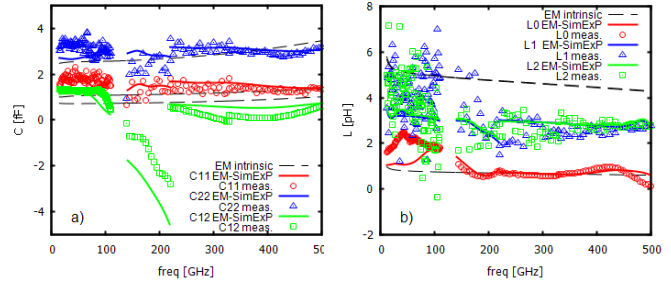 6
4
2
0
-2
-4
C [fF]
0
100
200
300
400
500
freq [GHz]
a)
EM intrinsic
C11 EM-SimExP
C11 meas.
C22 EM-SimExP
C22 meas.
C12 EM-SimExP
C12 meas.
8
6
4
2
0
-2
L [pH]
0
100
200
300
400
500
freq [GHz]
b)
EM intrinsic
L0 EM-SimExP
L0 meas.
L1 EM-SimExP
L1 meas.
L2 EM-SimExP
L2 meas.